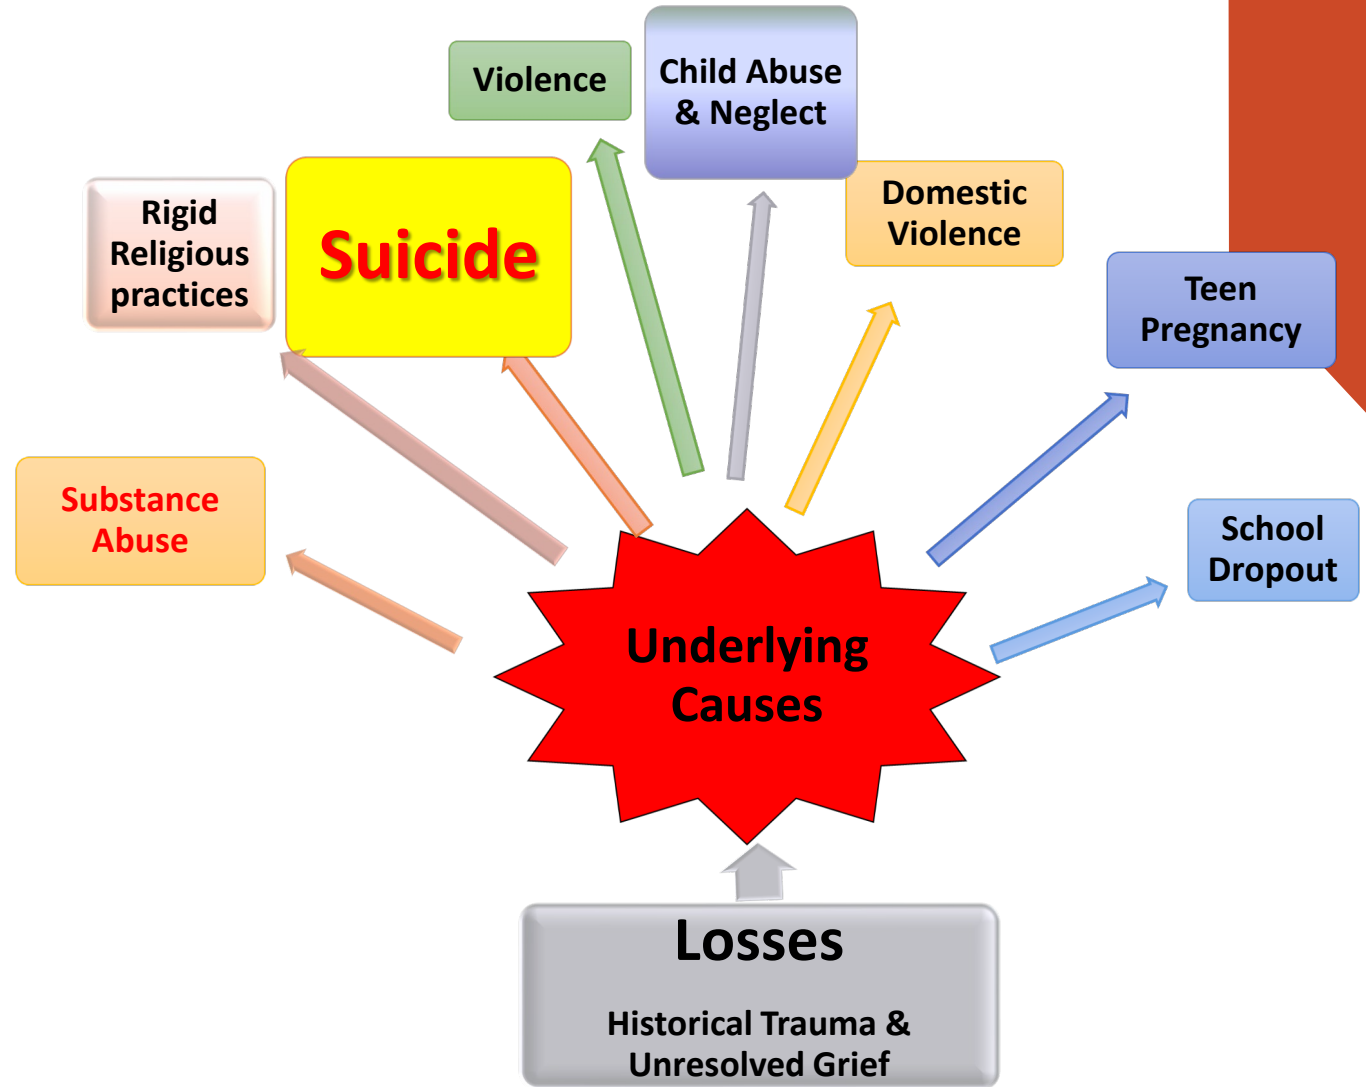 Violence
Child Abuse
& Neglect
Domestic
Violence
Rigid
Religious
practices
Suicide
Teen
Pregnancy
Substance
Abuse
School
Dropout
Underlying
Causes
Losses
Historical Trauma &
Unresolved Grief